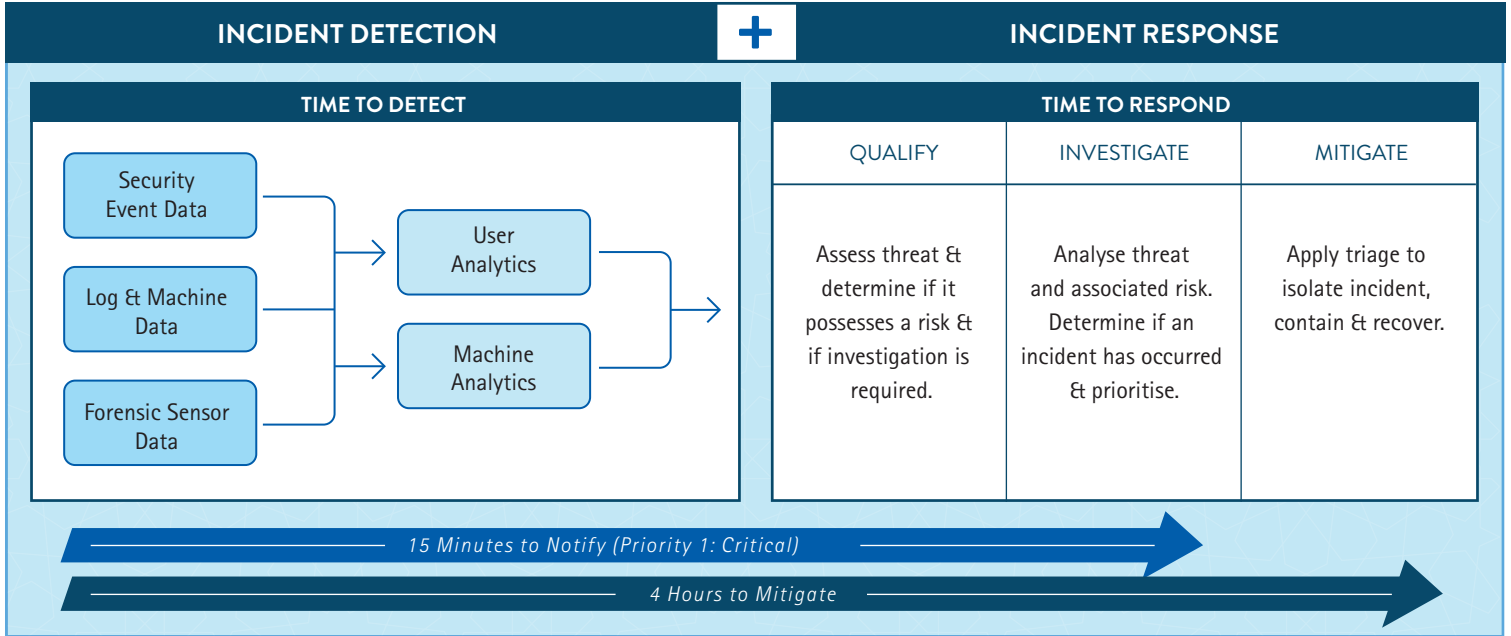 INCIDENT DETECTION
+
INCIDENT RESPONSE
TIME TO DETECT
Security
Event Data
Log & Machine
Data
Forensic Sensor
Data
User
Analytics
Machine
Analytics
TIME TO RESPOND
QUALIFY
Assess threat &
determine if it
possesses a risk &
if investigation is
required.
INVESTIGATE
Analyse threat
and associated risk.
Determine if an
incident has occurred
& prioritise.
MITIGATE
Apply triage to
isolate incident,
contain & recover.
15 Minutes to Notify (Priority 1: Critical)
4 Hours to Mitigate